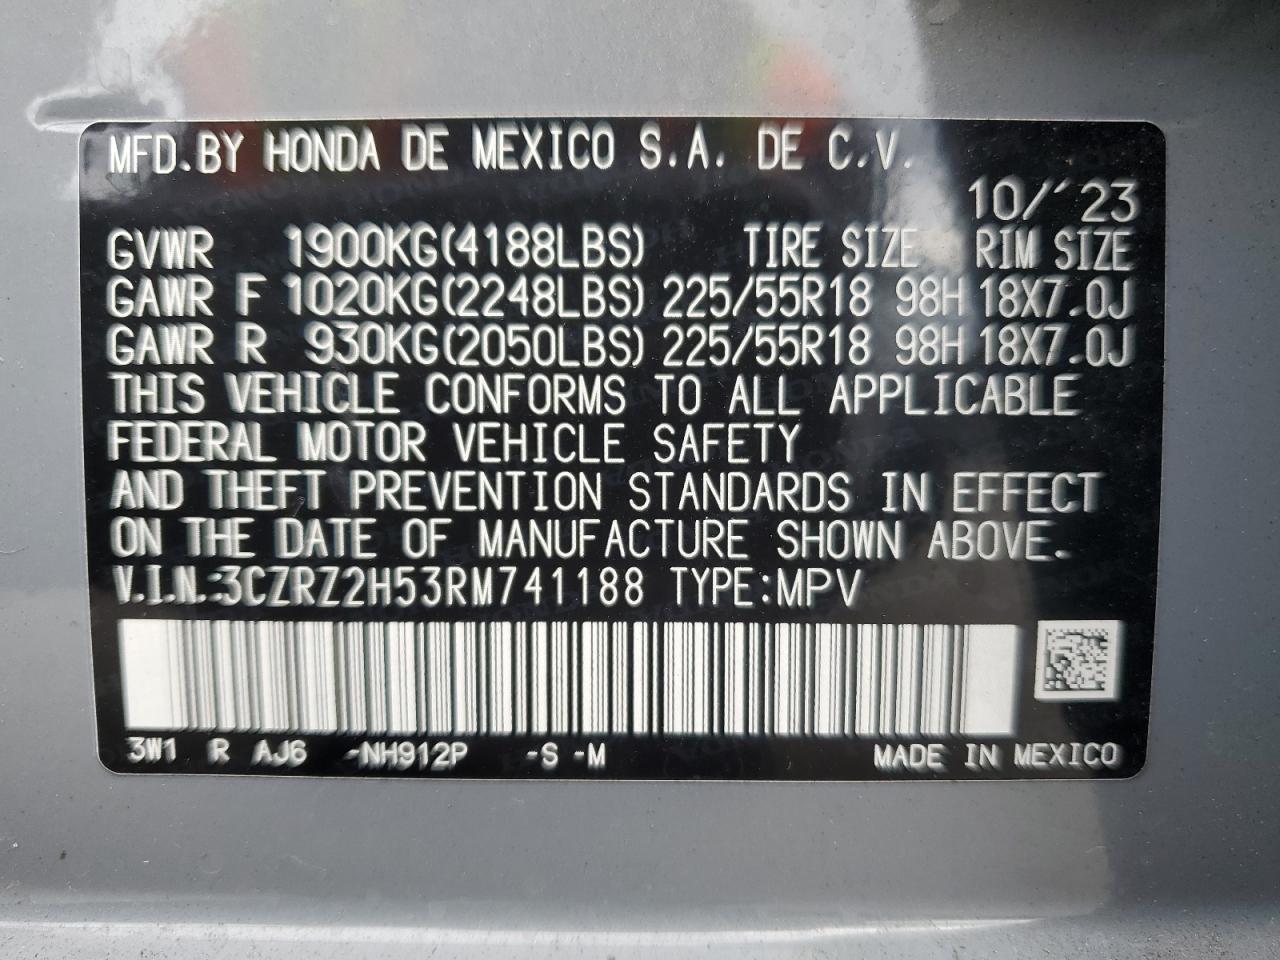 MFD.BY HONDA DE MEXICO S.A. DE C.V.
10/'23
GVWR 1900KG(4188LBS) TIRE SIZE RIM SIZE
GAWR F 1020KG(2248LBS) 225/55R18 98H 18X7.0J
GAWR R 930KG(2050LBS) 225/55R18 98H 18X7.0J
THIS VEHICLE CONFORMS TO ALL APPLICABLE
FEDERAL MOTOR VEHICLE SAFETY
AND THEFT PREVENTION STANDARDS IN EFFECT
ON THE DATE OF MANUFACTURE SHOWN ABOVE.
V.I.N.:3CZRZ2H53RM741188 TYPE:MPV
3W1 R AJ6 -NH912P -S -M MADE IN MEXICO